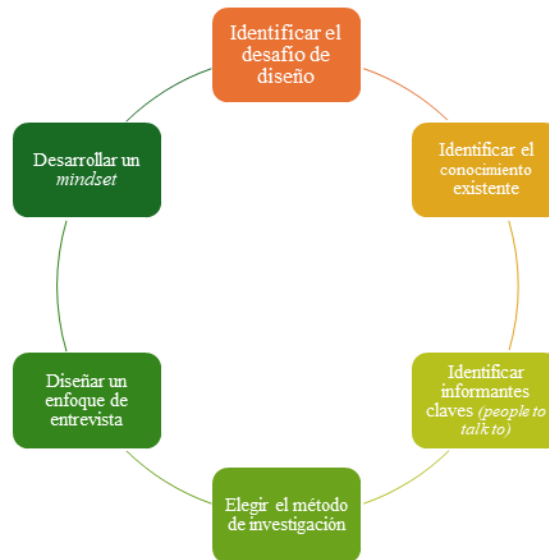 Identificar el
desafío de
diseño
Identificar el
conocimiento
existente
Identificar
informantes
claves (people to
talk to)
Elegir el método
de investigación
Diseñar un
enfoque de
entrevista
Desarrollar un
mindset